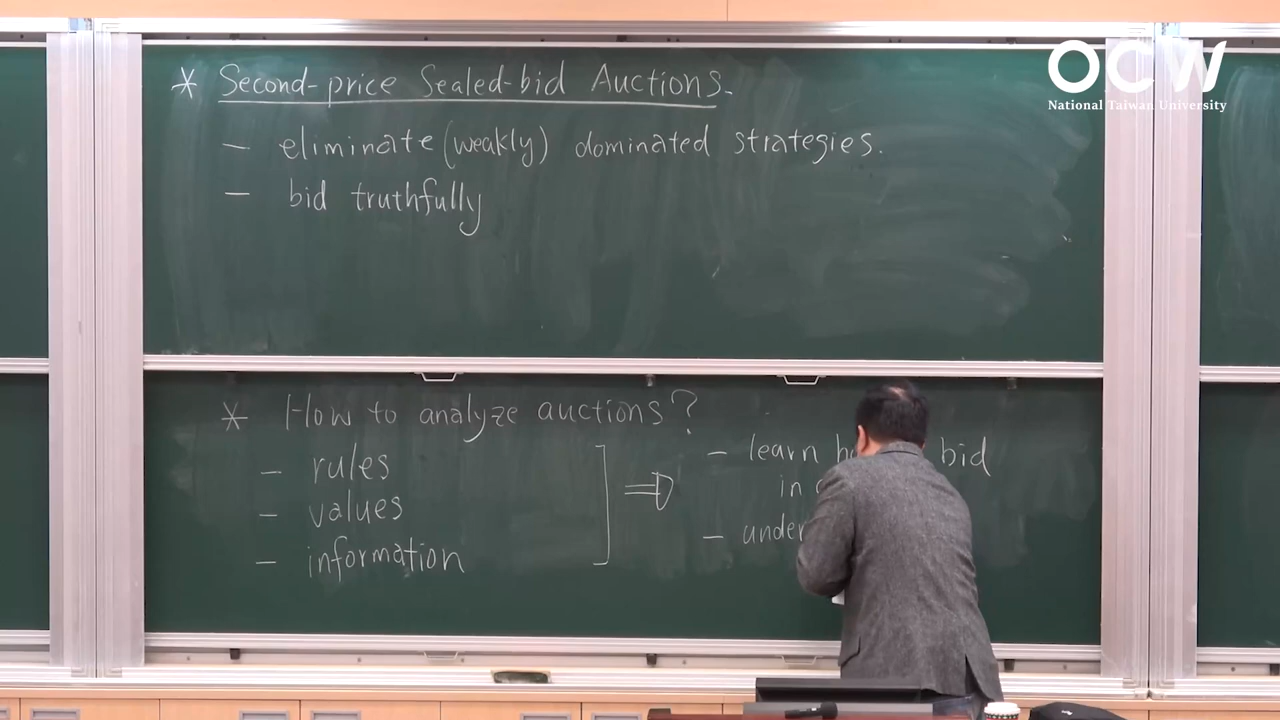 OCW
National Taiwan University
* Second-price Sealed-bid Auctions.
- eliminate (weakly) dominated strategies.
- bid truthfully
* How to analyze auctions?
- rules
- values
- information
⇒
- learn bid
in
-